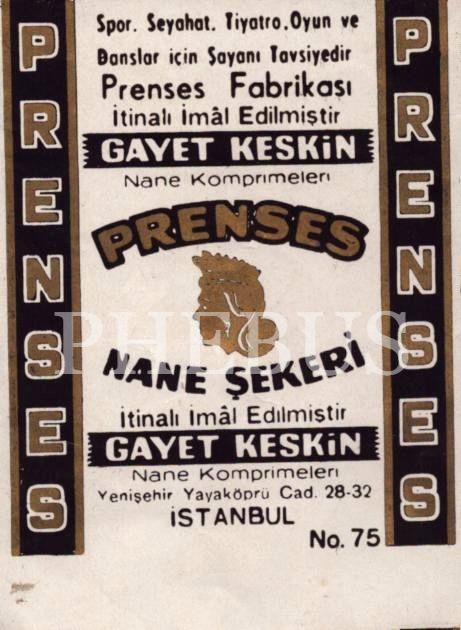 Spor. Seyahat. Tiyatro. Oyun ve
Danslar için Şayanı Tavsiyedir
Prenses Fabrikası
İtinalı İmâl Edilmiştir
GAYET KESKİN
Nane Komprimeleri
PRENSES
NANE ŞEKERİ
İtinalı İmâl Edilmiştir
GAYET KESKİN
Nane Komprimeleri
Yenişehir Yayaköprü Cad. 28-32
İSTANBUL
No. 75
PRENSES
PRENSES
PHEBUS